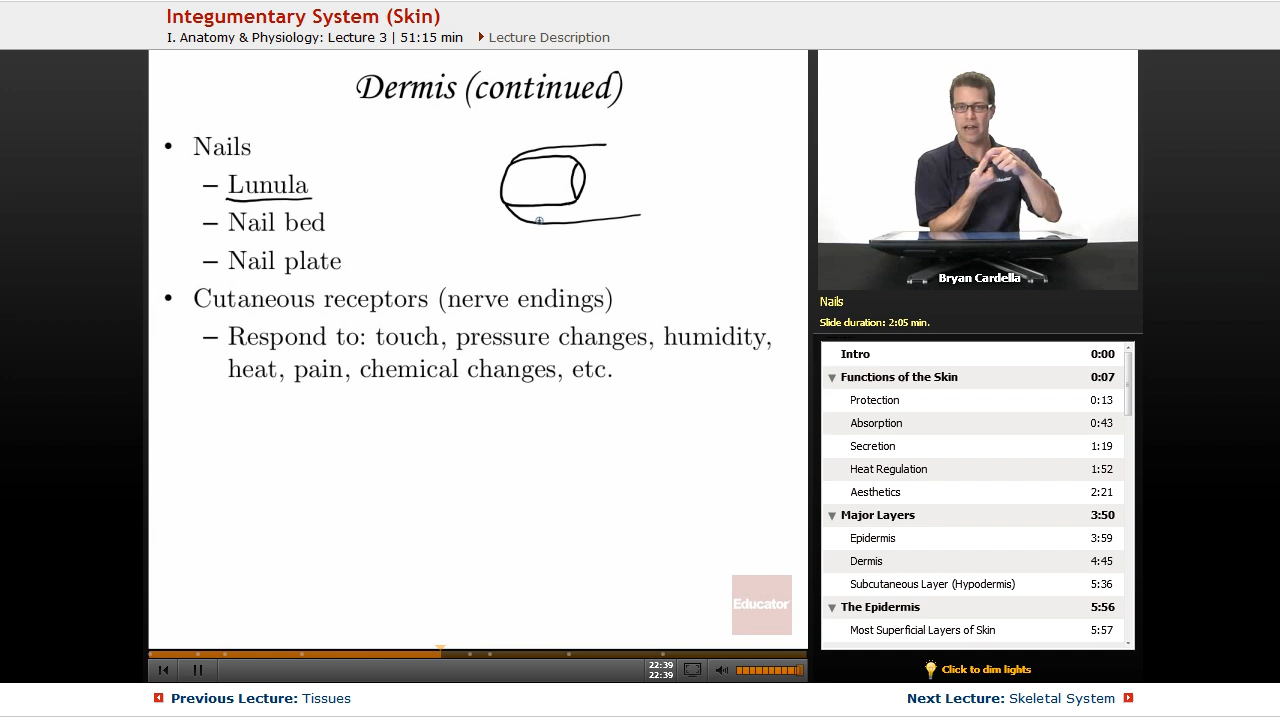 Integumentary System (Skin)
I. Anatomy & Physiology: Lecture 3 | 51:15 min Lecture Description
Dermis (continued)
• Nails
– Lunula
– Nail bed
– Nail plate
• Cutaneous receptors (nerve endings)
– Respond to: touch, pressure changes, humidity,
heat, pain, chemical changes, etc.
Educator
22:39
22:39
Bryan Cardella
Nails
Slide duration: 2:05 min.
Intro 0:00
Functions of the Skin 0:07
Protection 0:13
Absorption 0:43
Secretion 1:19
Heat Regulation 1:52
Aesthetics 2:21
Major Layers 3:50
Epidermis 3:59
Dermis 4:45
Subcutaneous Layer (Hypodermis) 5:36
The Epidermis 5:56
Most Superficial Layers of Skin 5:57
Click to dim lights
Previous Lecture: Tissues
Next Lecture: Skeletal System